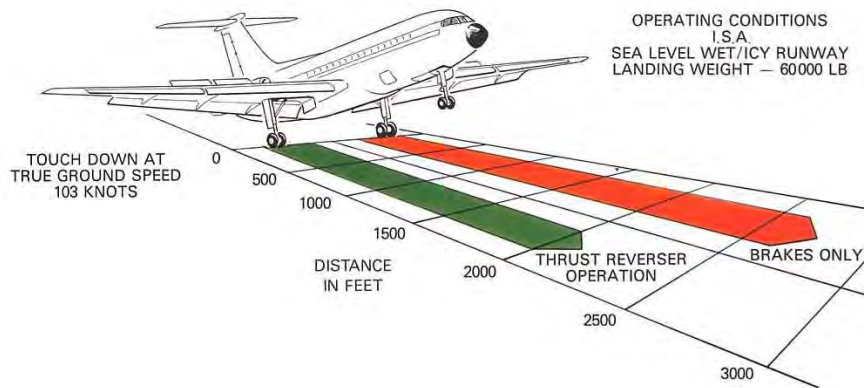 OPERATING CONDITIONS
I.S.A.
SEA LEVEL WET/ICY RUNWAY
LANDING WEIGHT — 60000 LB
TOUCH DOWN AT
TRUE GROUND SPEED
103 KNOTS
0
500
1000
1500
2000
2500
3000
DISTANCE
IN FEET
THRUST REVERSER
OPERATION
BRAKES ONLY